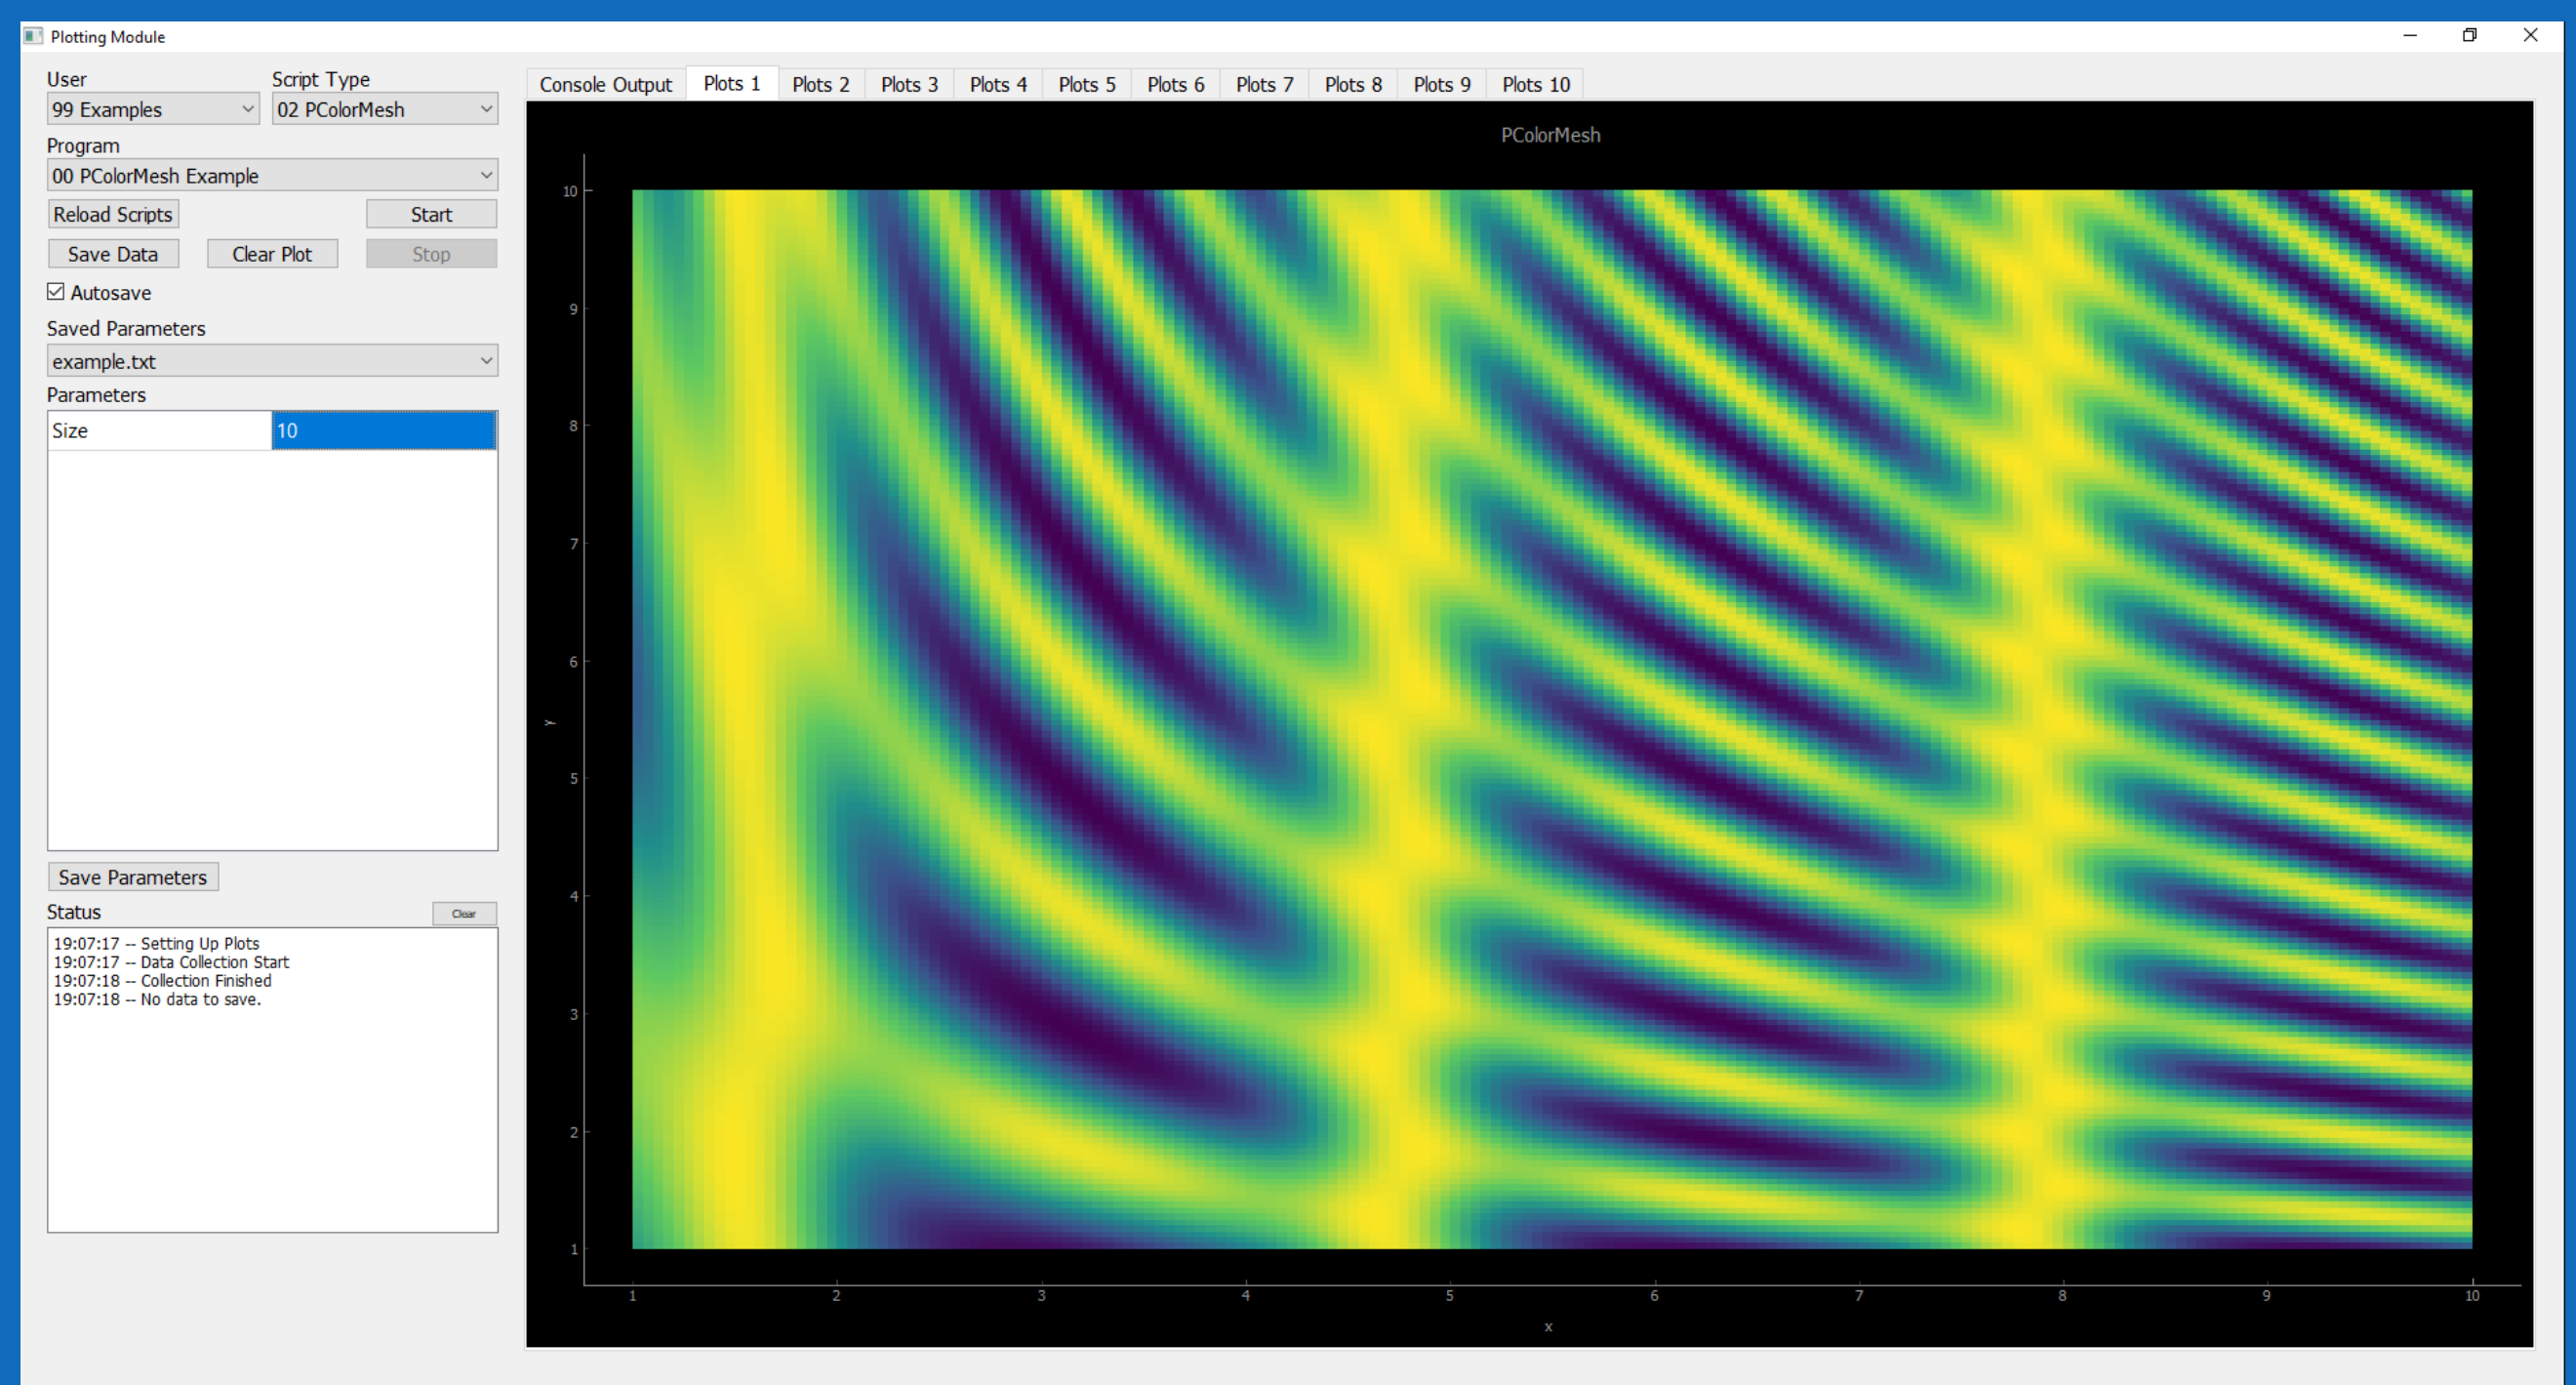 Plotting Module
User
Script Type
99 Examples
02 PColorMesh
Program
00 PColorMesh Example
Reload Scripts
Start
Save Data
Clear Plot
Stop
Autosave
Saved Parameters
example.txt
Parameters
Size
10
Save Parameters
Status
Clear
19:07:17 -- Setting Up Plots
19:07:17 -- Data Collection Start
19:07:18 -- Collection Finished
19:07:18 -- No data to save.
Console Output
Plots 1
Plots 2
Plots 3
Plots 4
Plots 5
Plots 6
Plots 7
Plots 8
Plots 9
Plots 10
PColorMesh
10
9
8
7
6
5
4
3
2
1
y
1
2
3
4
5
6
7
8
9
10
x